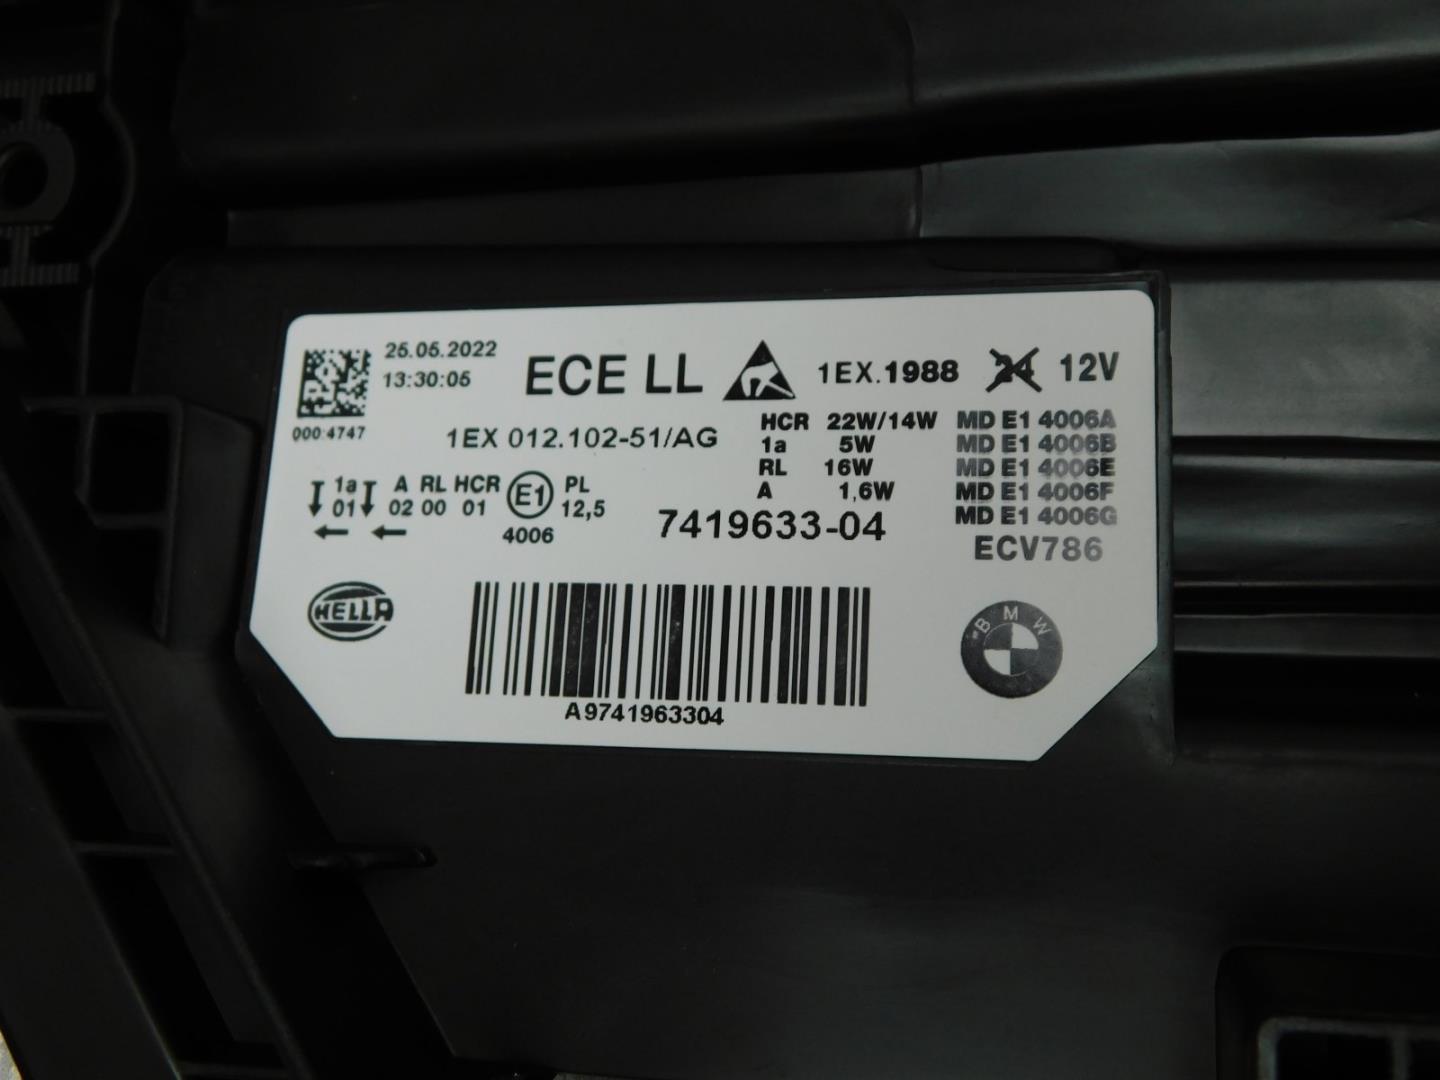 25.05.2022
13:30:05
0004747
ECE LL
1EX.1988 24 12V
1EX 012.102-51/AG
HCR 22W/14W MD E1 4006A
1a 5W MD E1 4006B
RL 16W MD E1 4006E
A 1,6W MD E1 4006F
MD E1 4006G
ECV786
1a A RL HCR E1 PL
01 02 00 01 12,5
4006
7419633-04
HELLA
BMW
A9741963304